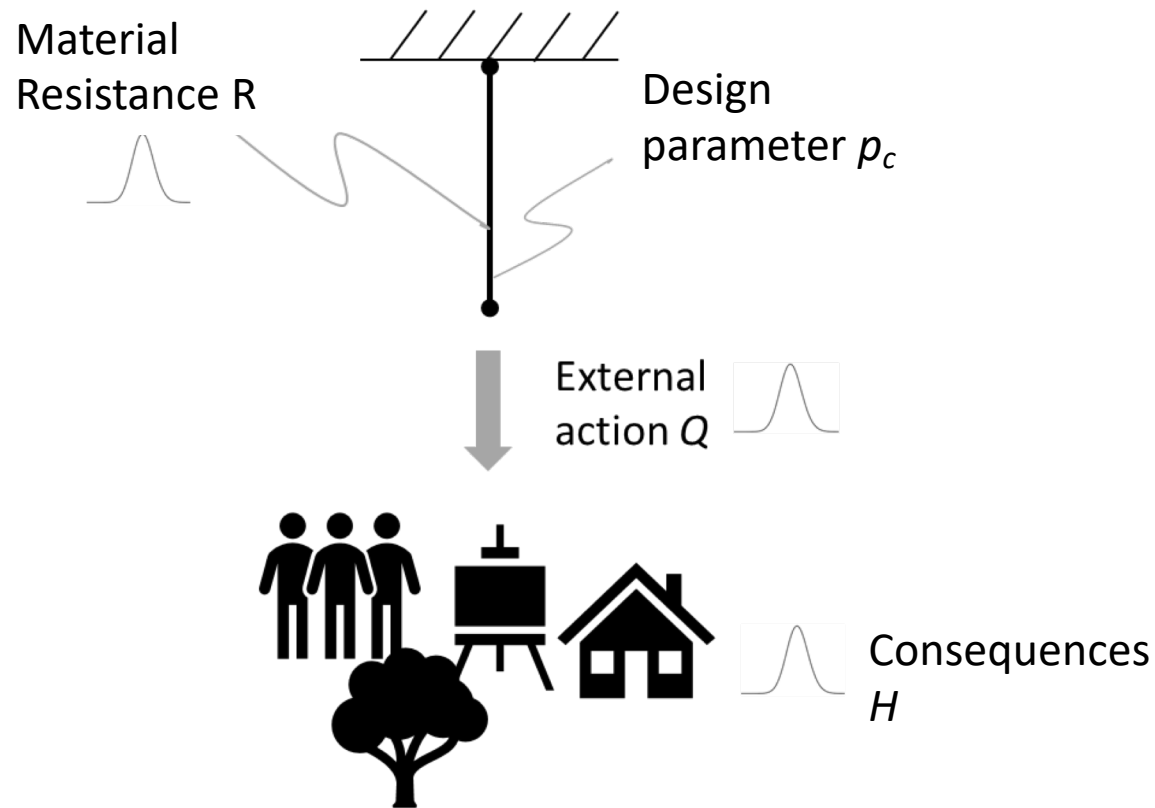 Material
Resistance R
Design
parameter pc
External
action Q
Consequences
H